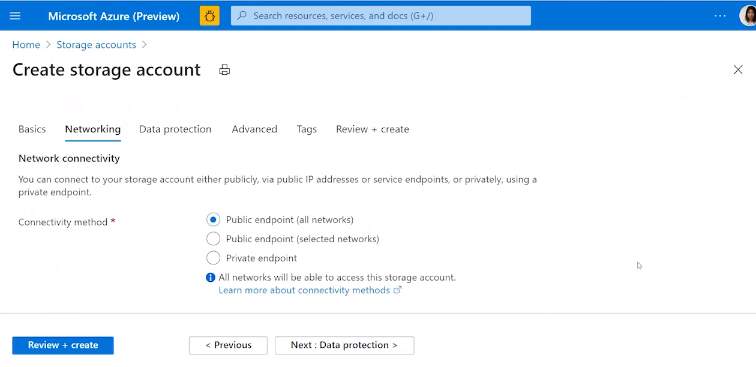 Microsoft Azure (Preview)
Search resources, services, and docs (G+/)
...
Home > Storage accounts >
Create storage account
Basics Networking Data protection Advanced Tags Review + create
Network connectivity
You can connect to your storage account either publicly, via public IP addresses or service endpoints, or privately, using a
private endpoint.
Connectivity method *
Public endpoint (all networks)
Public endpoint (selected networks)
Private endpoint
All networks will be able to access this storage account.
Learn more about connectivity methods
Review + create
< Previous
Next : Data protection >